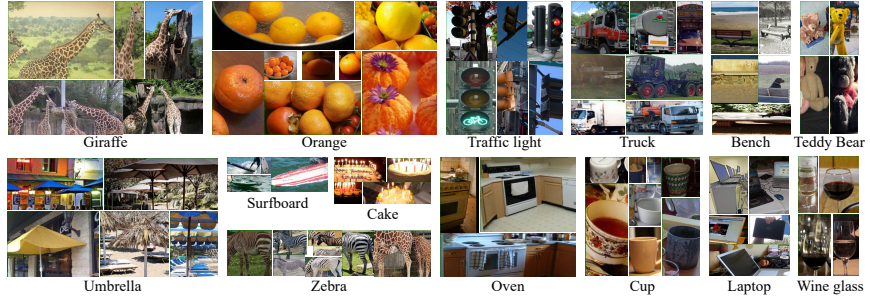 Giraffe
Orange
Traffic light
Truck
Bench
Teddy Bear
Surfboard
Cake
Umbrella
Zebra
Oven
Cup
Laptop
Wine glass